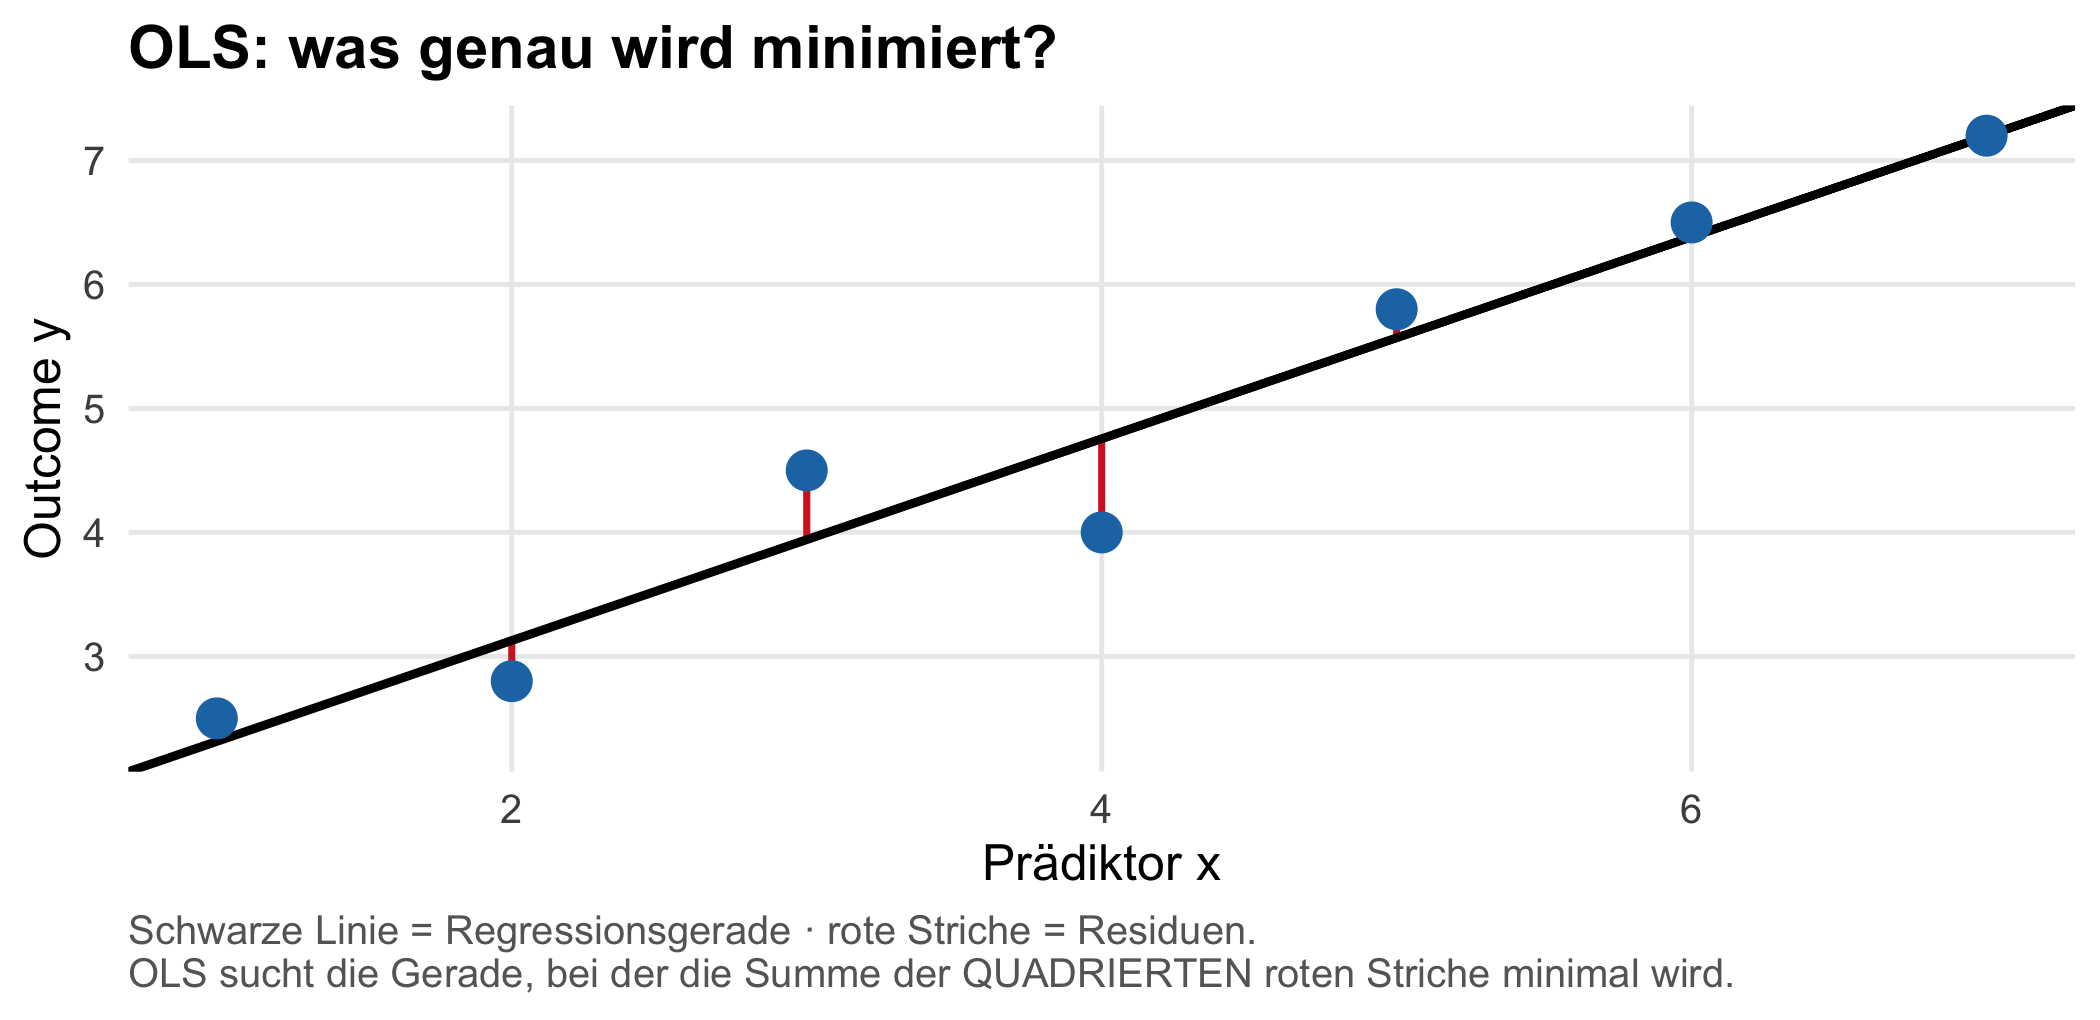 OLS: was genau wird minimiert?
7
6
5
4
3
Outcome y
2
4
6
Prädiktor x
Schwarze Linie = Regressionsgerade · rote Striche = Residuen.
OLS sucht die Gerade, bei der die Summe der QUADRIERTEN roten Striche minimal wird.